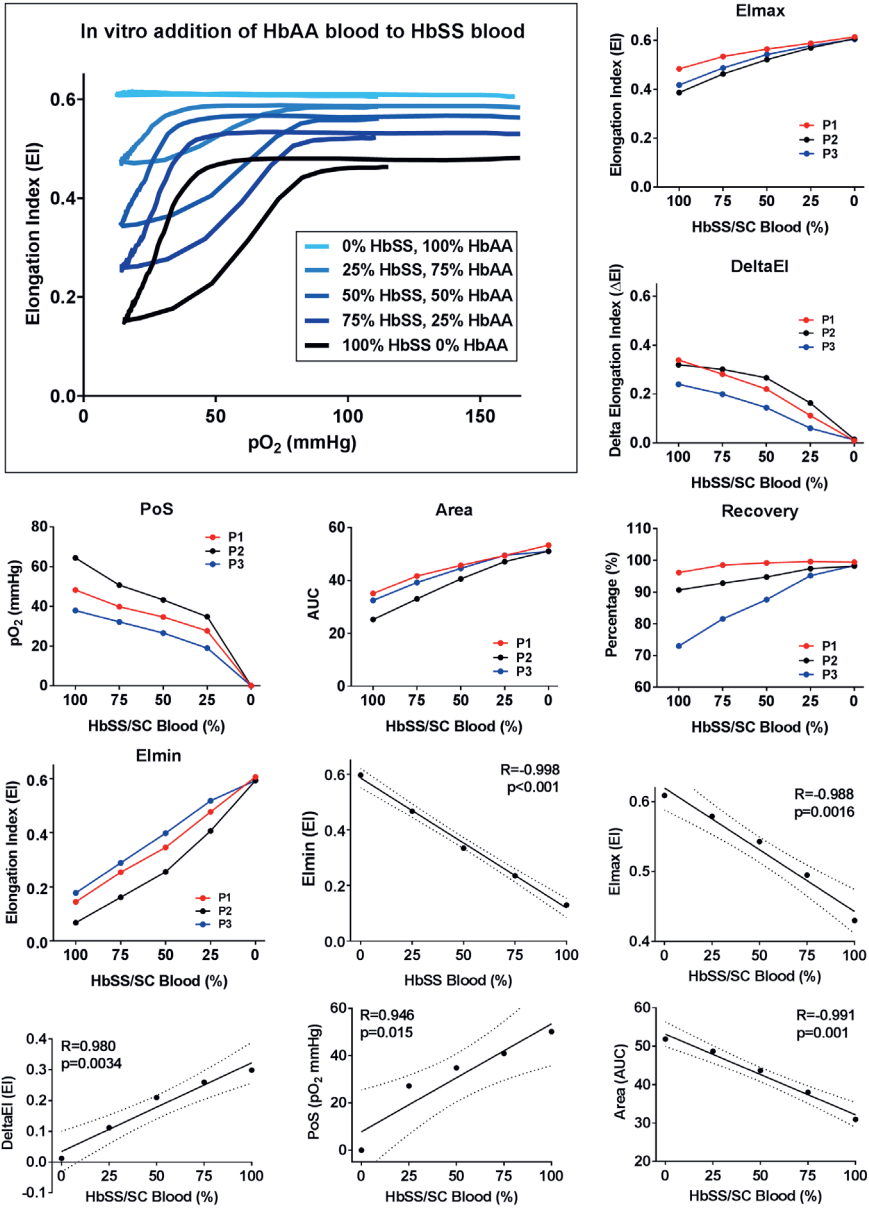 In vitro addition of HbAA blood to HbSS blood
Elongation Index (EI)
0.6
0.4
0.2
0.0
0
50
100
150
pO2 (mmHg)
0% HbSS, 100% HbAA
25% HbSS, 75% HbAA
50% HbSS, 50% HbAA
75% HbSS, 25% HbAA
100% HbSS 0% HbAA
EImax
Elongation Index (EI)
0.6
0.4
0.2
0.0
P1
P2
P3
100 75 50 25 0
HbSS/SC Blood (%)
DeltaEI
Delta Elongation Index (ΔEI)
0.6
0.4
0.2
0.0
P1
P2
P3
100 75 50 25 0
HbSS/SC Blood (%)
PoS
pO2 (mmHg)
80
60
40
20
0
P1
P2
P3
100 75 50 25 0
HbSS/SC Blood (%)
Area
AUC
60
40
20
0
P1
P2
P3
100 75 50 25 0
HbSS/SC Blood (%)
Recovery
Percentage (%)
110
100
90
80
70
60
P1
P2
P3
100 75 50 25 0
HbSS/SC Blood (%)
EImin
Elongation Index (EI)
0.6
0.4
0.2
0.0
P1
P2
P3
100 75 50 25 0
HbSS/SC Blood (%)
EImin (EI)
0.6
0.4
0.2
0.0
R=-0.998
p<0.001
0 25 50 75 100
HbSS Blood (%)
EImax (EI)
0.6
0.5
0.4
R=-0.988
p=0.0016
0 25 50 75 100
HbSS/SC Blood (%)
DeltaEI (EI)
0.4
0.3
0.2
0.1
0.0
-0.1
R=0.980
p=0.0034
0 25 50 75 100
HbSS/SC Blood (%)
PoS (pO2 mmHg)
60
40
20
0
R=0.946
p=0.015
0 25 50 75 100
HbSS/SC Blood (%)
Area (AUC)
60
50
40
30
20
R=-0.991
p=0.001
0 25 50 75 100
HbSS/SC Blood (%)